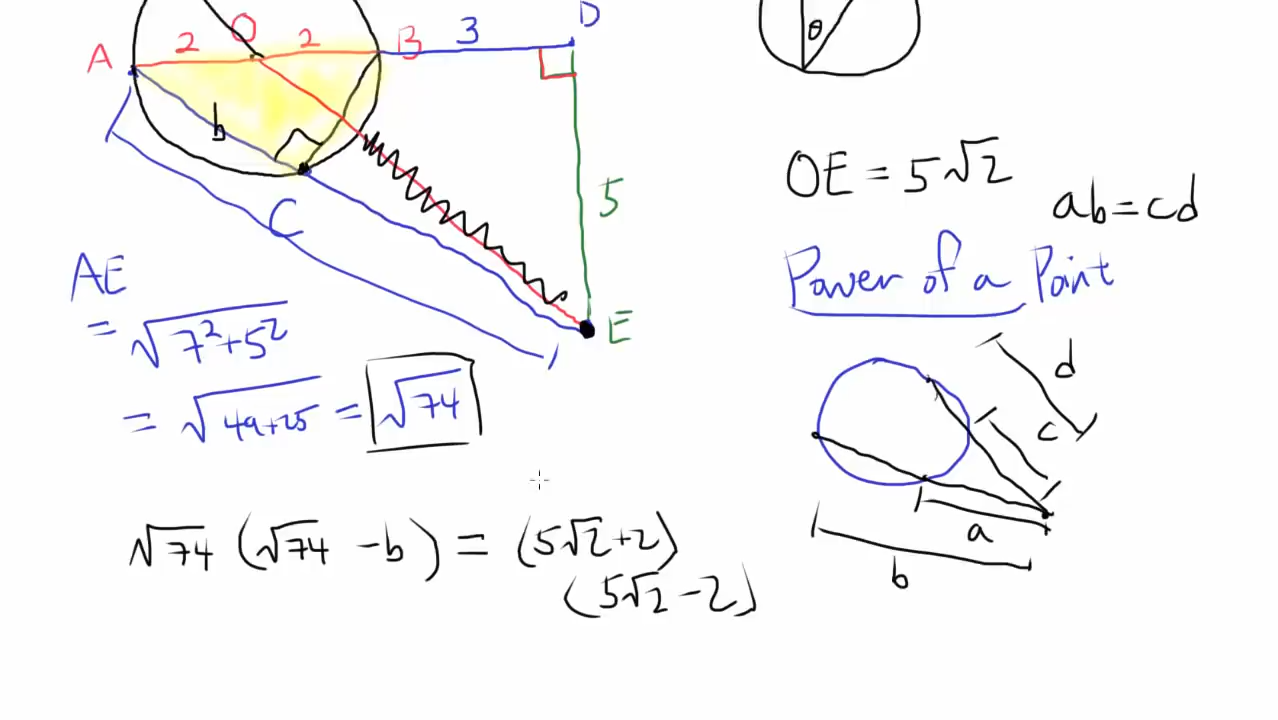 D
A 2 O 2 B 3
θ
b
5
C
E
OE = 5√2
ab = cd
Power of a Point
AE
= √7²+5²
= √49+25 = √74
d
c
a
b
√74 (√74 - b) = (5√2+2)
(5√2 - 2)